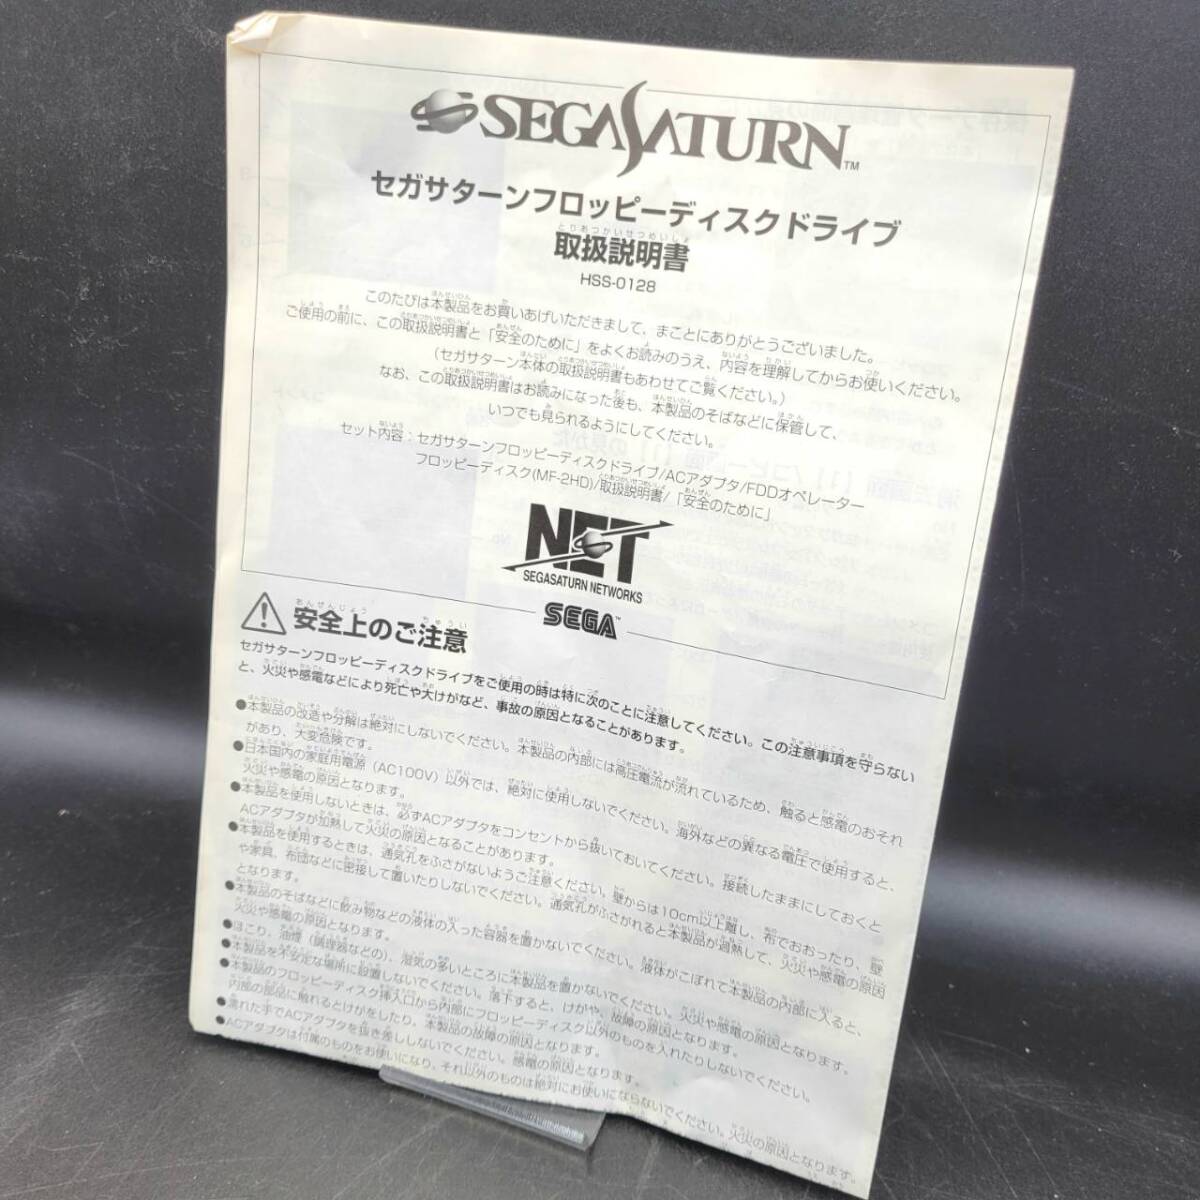 SEGASATURN™
セガサターンフロッピーディスクドライブ
とりあつかいせつめいしょ
取扱説明書
HSS-0128
このたびは本製品をお買いあげいただきまして、まことにありがとうございました。
ご使用の前に、この取扱説明書と「安全のために」をよくお読みのうえ、内容を理解してからお使いください。
(セガサターン本体の取扱説明書もあわせてご覧ください。)
なお、この取扱説明書はお読みになった後も、本製品のそばなどに保管して、
いつでも見られるようにしてください。
セット内容：セガサターンフロッピーディスクドライブ/ACアダプタ/FDDオペレーター
フロッピーディスク(MF-2HD)/取扱説明書/「安全のために」
NET
SEGASATURN NETWORKS
SEGA™
あんぜんじょう ちゅうい
安全上のご注意
セガサターンフロッピーディスクドライブをご使用の時は特に次のことに注意してください。この注意事項を守らない
と、火災や感電などにより死亡や大けがなど、事故の原因となることがあります。
●本製品の改造や分解は絶対にしないでください。本製品の内部には高圧電流が流れているため、触ると感電のおそれ
があり、大変危険です。
●日本国内の家庭用電源（AC100V）以外では、絶対に使用しないでください。海外などの異なる電圧で使用すると、
火災や感電の原因となります。
●本製品を使用しないときは、必ずACアダプタをコンセントから抜いておいてください。接続したままにしておくと
ACアダプタが加熱して火災の原因となることがあります。
●本製品を使用するときは、通気孔をふさがないようご注意ください。壁からは10cm以上離し、布でおおったり、壁
や家具、布団などに密接して置いたりしないでください。通気孔がふさがれると本製品が過熱して、火災や感電の原因
となります。
●本製品のそばなどに飲み物などの液体の入った容器を置かないでください。液体がこぼれて本製品の内部に入ると、
火災や感電の原因となります。
●ほこり、油煙（調理器などの）、湿気の多いところに本製品を置かないでください。火災や感電の原因となります。
●本製品を不安定な場所に設置しないでください。落下すると、けがや、故障の原因となります。
●本製品のフロッピーディスク挿入口から内部にフロッピーディスク以外のものを入れたりしないでください。
内部の部品に触れるとけがをしたり、本製品の故障の原因となります。
●濡れた手でACアダプタを抜き差ししないでください。感電の原因となります。
●ACアダプタは付属のものをお使いになり、それ以外のものは絶対にお使いにならないでください。火災の原因となります。